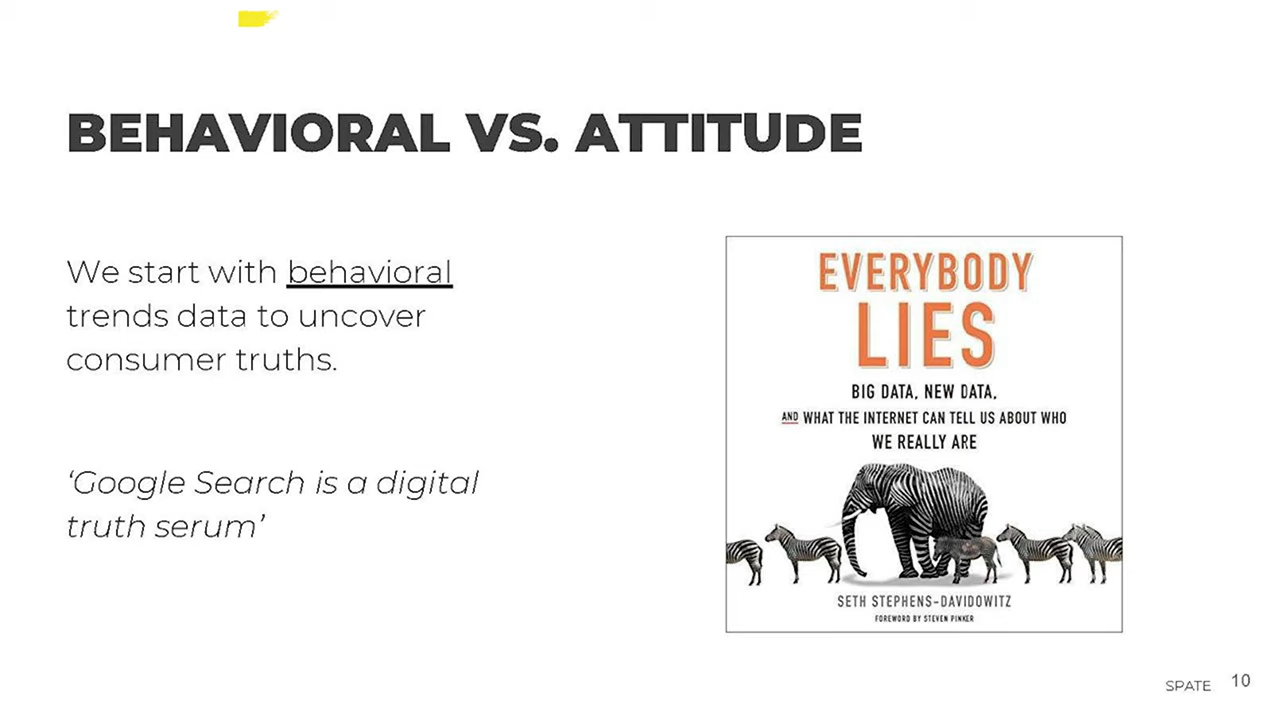 BEHAVIORAL VS. ATTITUDE
We start with behavioral
trends data to uncover
consumer truths.
‘Google Search is a digital
truth serum’
EVERYBODY
LIES
BIG DATA, NEW DATA,
AND WHAT THE INTERNET CAN TELL US ABOUT WHO
WE REALLY ARE
SETH STEPHENS-DAVIDOWITZ
FOREWORD BY STEVEN PINKER
SPATE 10